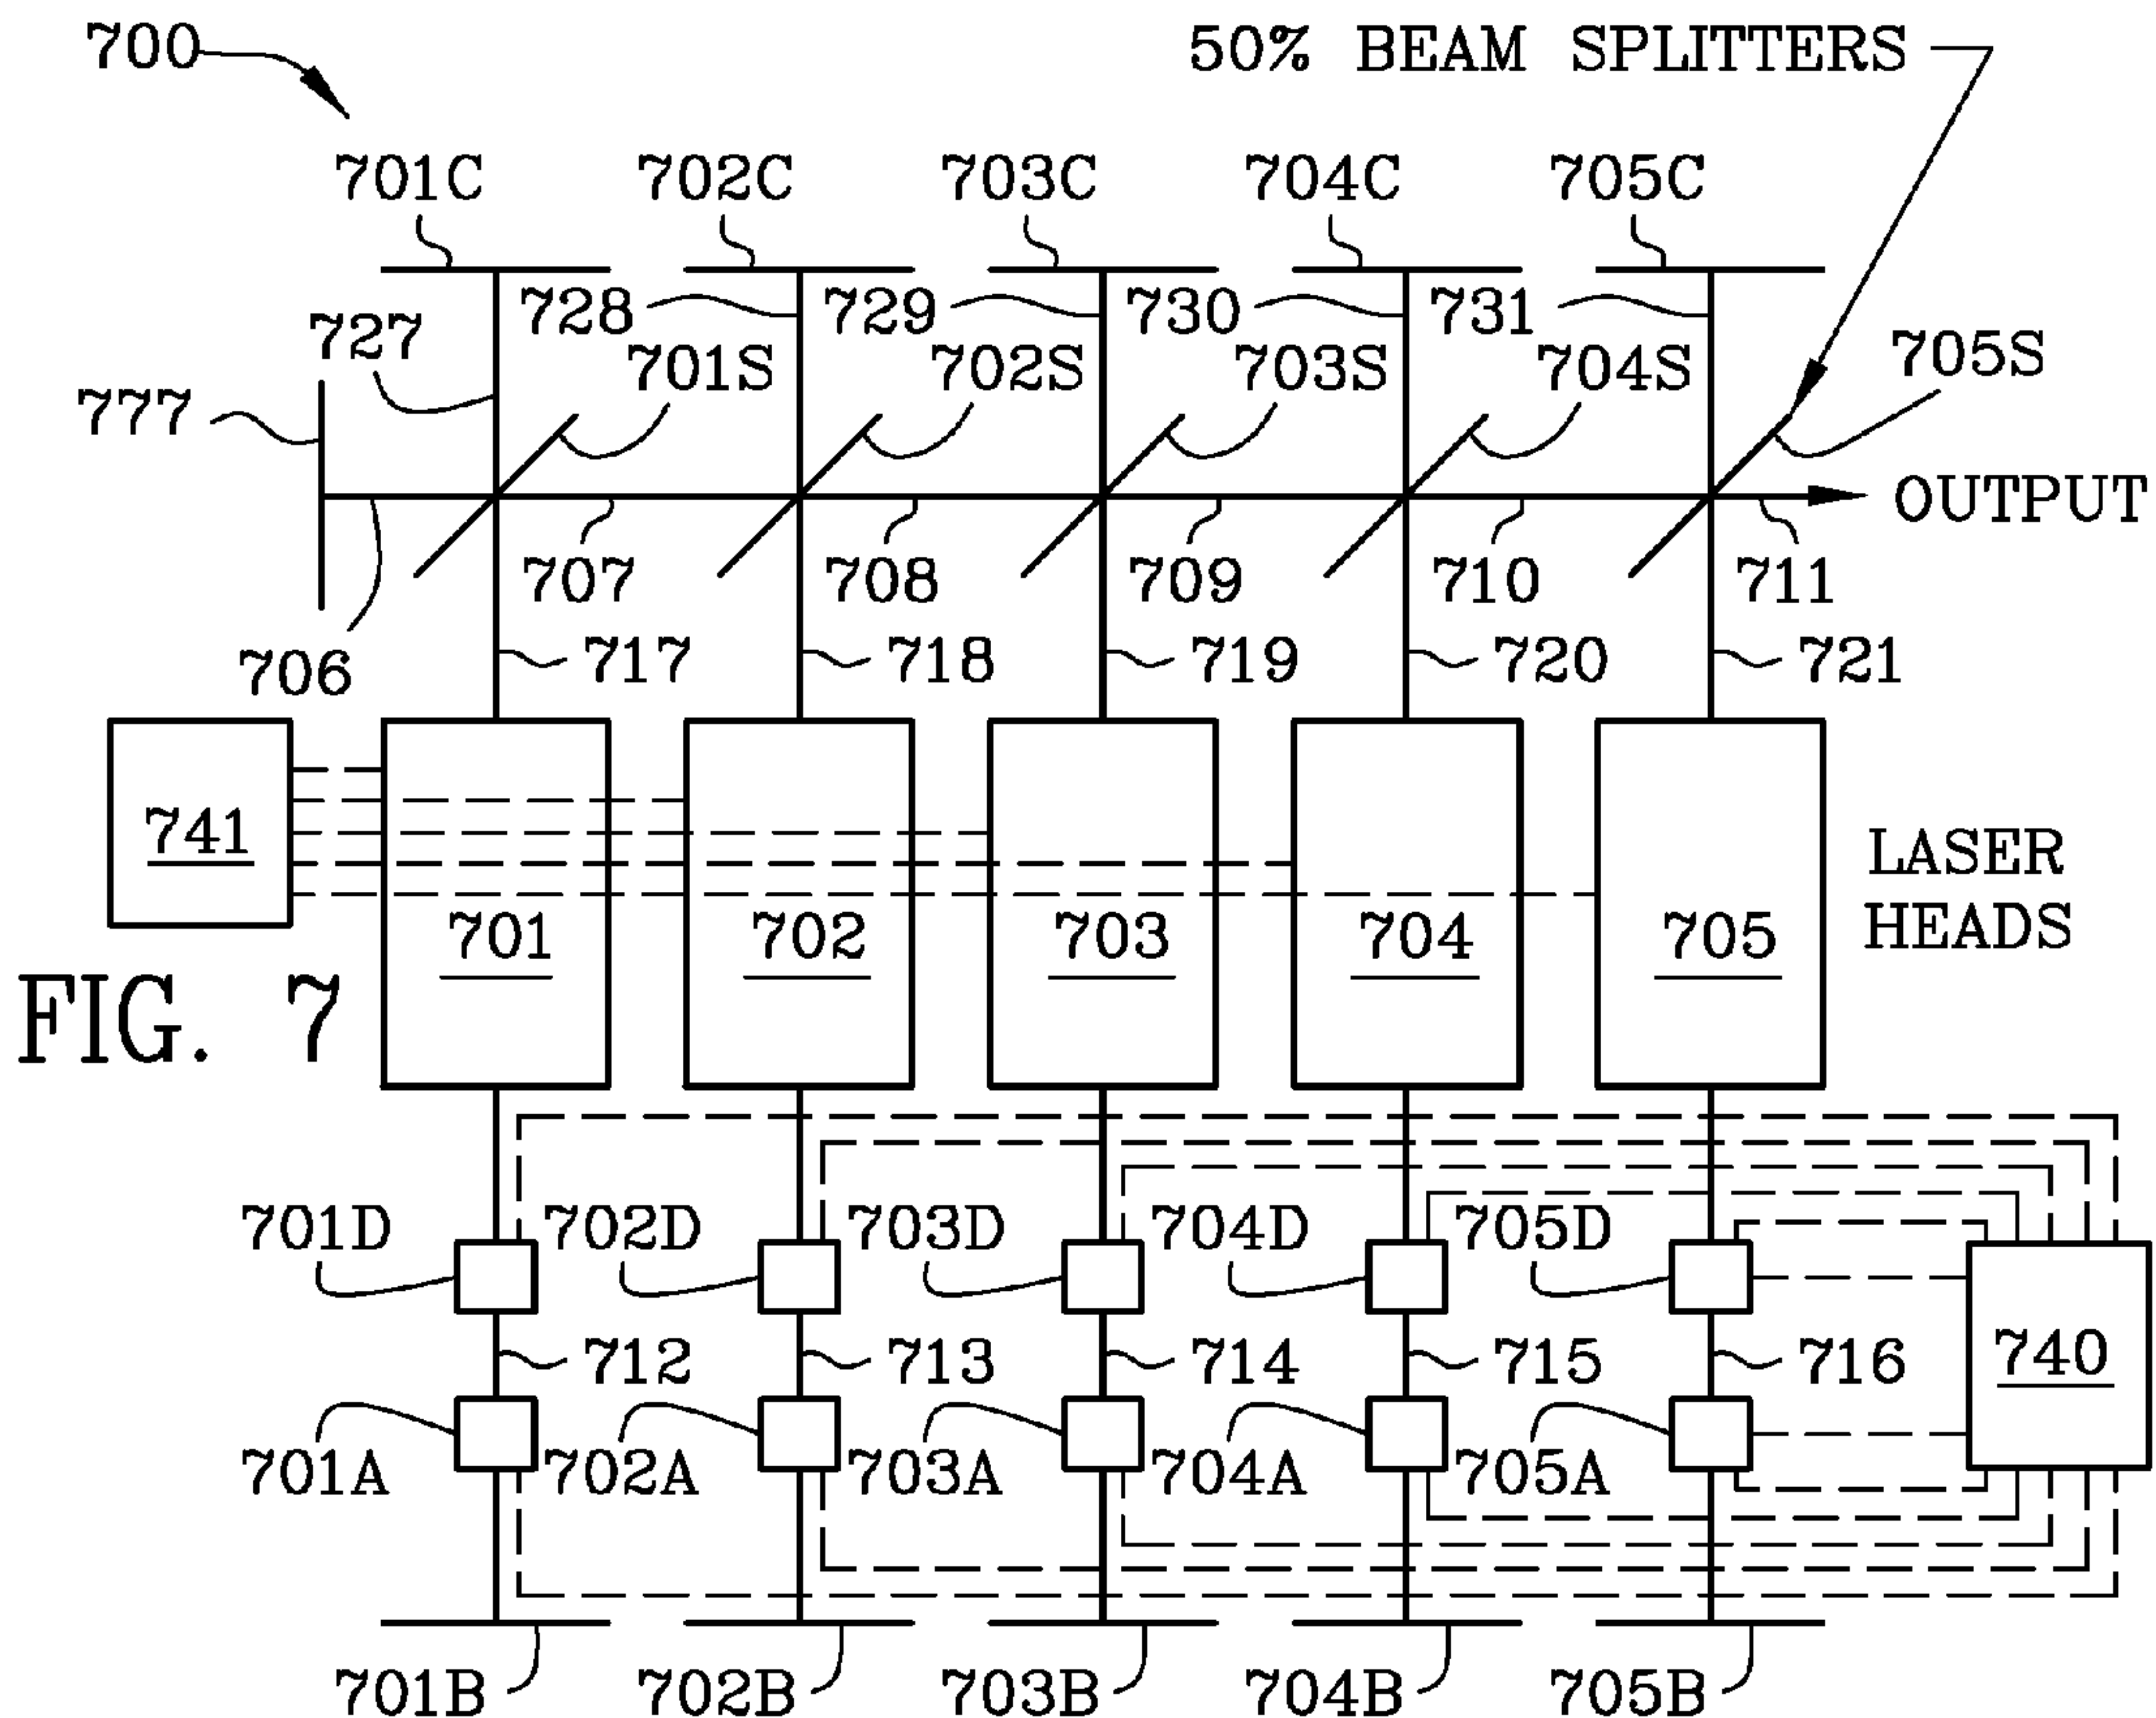 700
50% BEAM SPLITTERS
701C 702C 703C 704C 705C
727 728 729 730 731
777 701S 702S 703S 704S 705S
OUTPUT
707 708 709 710 711
706 717 718 719 720 721
741
LASER
HEADS
701 702 703 704 705
FIG. 7
701D 702D 703D 704D 705D
712 713 714 715 716 740
701A 702A 703A 704A 705A
701B 702B 703B 704B 705B